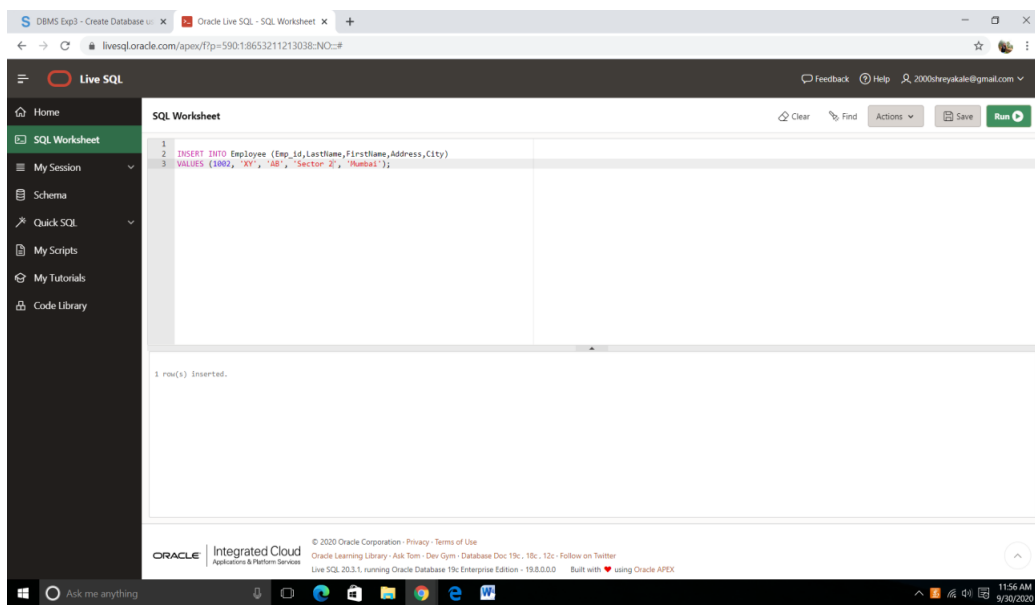 DBMS Exp3 - Create Database us
Oracle Live SQL - SQL Worksheet
livesql.oracle.com/apex/f?p=590:1:8653211213038::NO:::#
Live SQL
Feedback
Help
2000shreyakale@gmail.com
Home
SQL Worksheet
My Session
Schema
Quick SQL
My Scripts
My Tutorials
Code Library
SQL Worksheet
Clear
Find
Actions
Save
Run
1
2 INSERT INTO Employee (Emp_id,LastName,FirstName,Address,City)
3 VALUES (1002, 'XY', 'AB', 'Sector 2', 'Mumbai');
1 row(s) inserted.
ORACLE
Integrated Cloud
Applications & Platform Services
© 2020 Oracle Corporation · Privacy · Terms of Use
Oracle Learning Library · Ask Tom · Dev Gym · Database Doc 19c, 18c, 12c · Follow on Twitter
Live SQL 20.3.1, running Oracle Database 19c Enterprise Edition - 19.8.0.0.0 Built with ❤ using Oracle APEX
Ask me anything
11:56 AM
9/30/2020